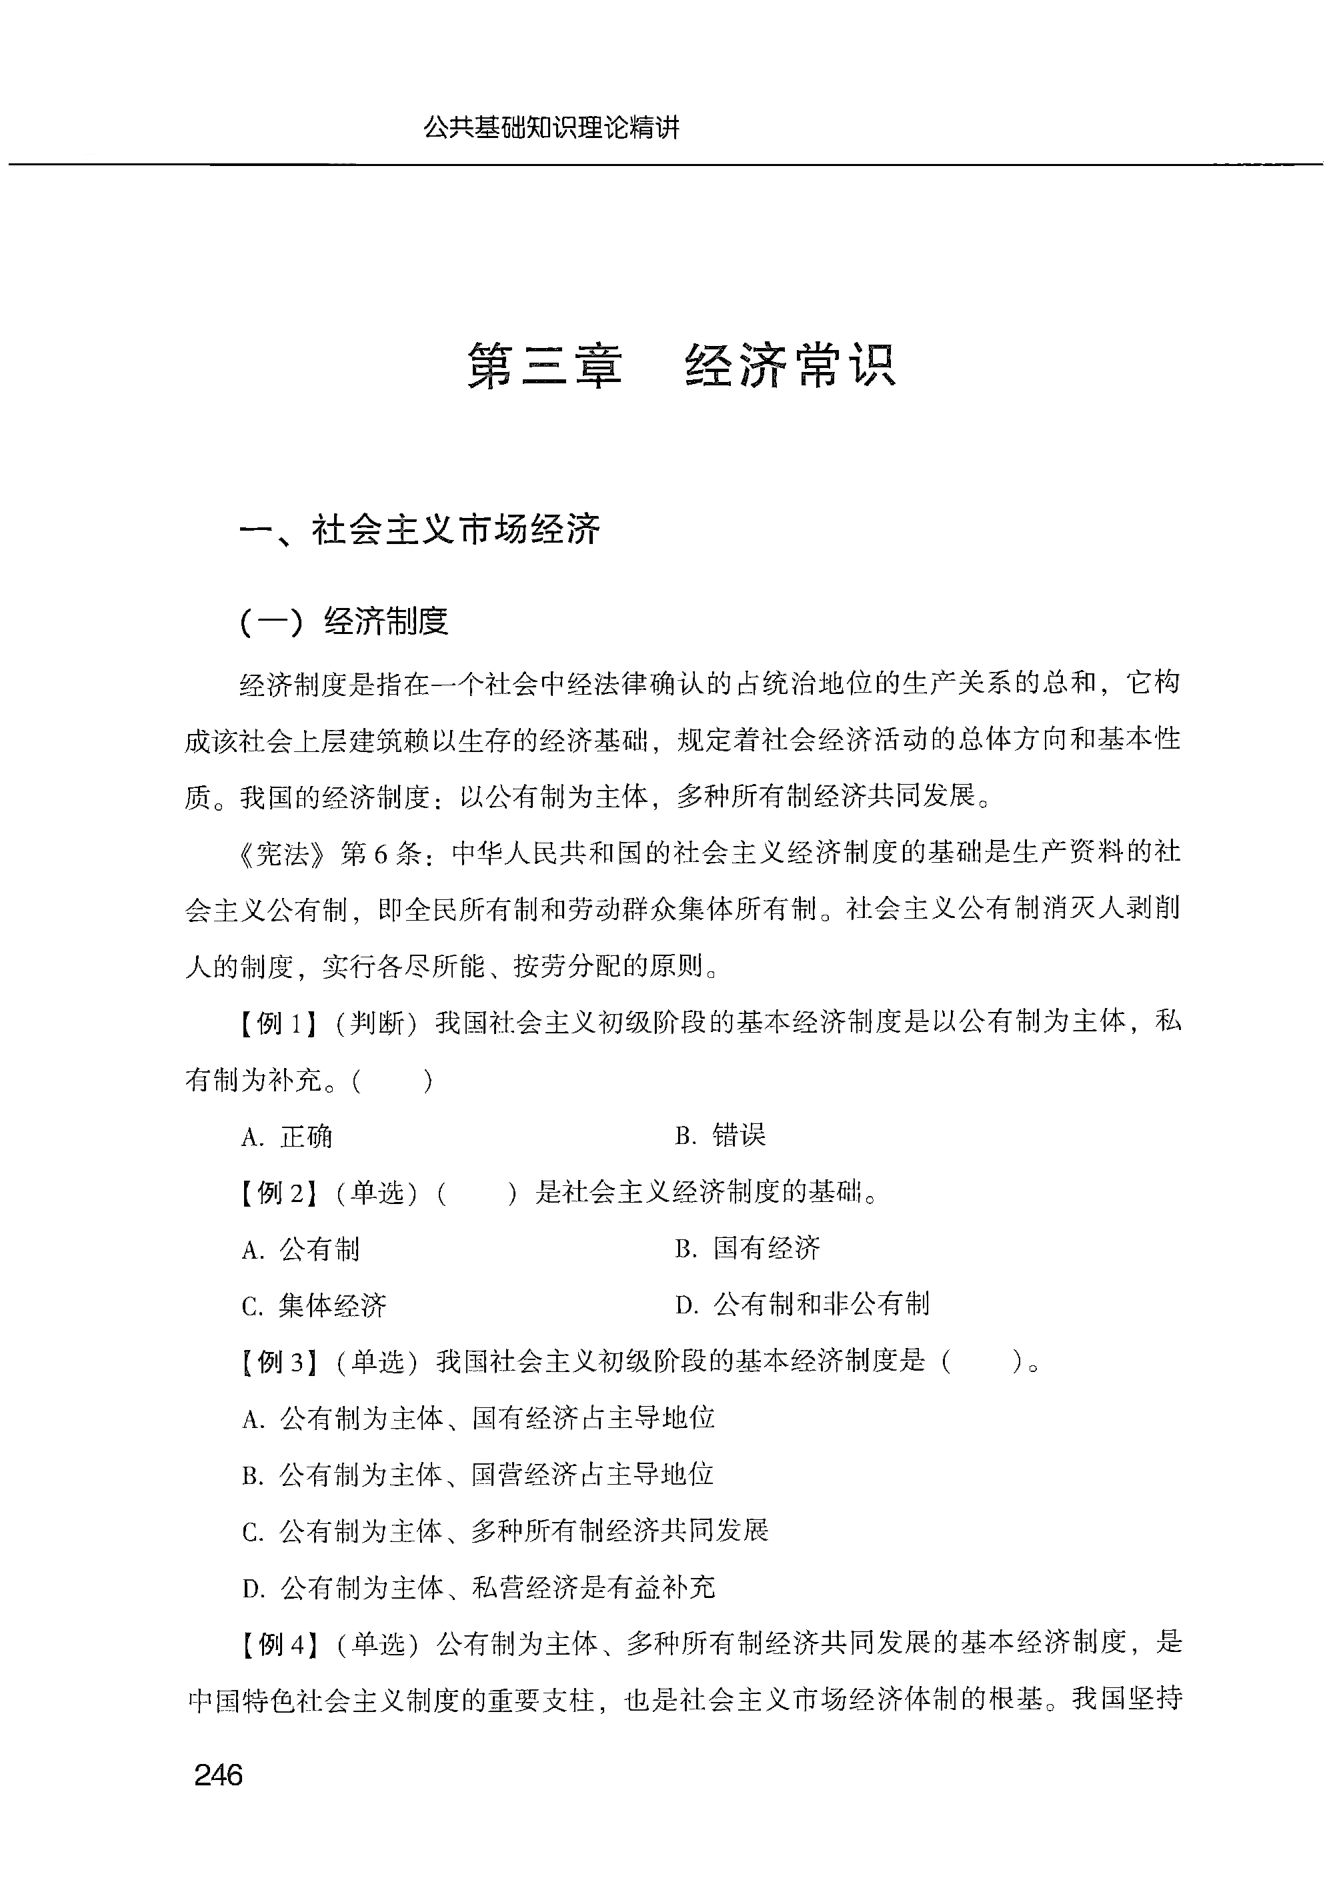 公共基础知识理论精讲
第三章 经济常识
一、社会主义市场经济
(一) 经济制度
经济制度是指在一个社会中经法律确认的占统治地位的生产关系的总和，它构
成该社会上层建筑赖以生存的经济基础，规定着社会经济活动的总体方向和基本性
质。我国的经济制度：以公有制为主体，多种所有制经济共同发展。
《宪法》第 6 条：中华人民共和国的社会主义经济制度的基础是生产资料的社
会主义公有制，即全民所有制和劳动群众集体所有制。社会主义公有制消灭人剥削
人的制度，实行各尽所能、按劳分配的原则。
【例 1】(判断) 我国社会主义初级阶段的基本经济制度是以公有制为主体，私
有制为补充。(　　)
A. 正确　　B. 错误
【例 2】(单选) (　　) 是社会主义经济制度的基础。
A. 公有制　　B. 国有经济
C. 集体经济　　D. 公有制和非公有制
【例 3】(单选) 我国社会主义初级阶段的基本经济制度是 (　　)。
A. 公有制为主体、国有经济占主导地位
B. 公有制为主体、国营经济占主导地位
C. 公有制为主体、多种所有制经济共同发展
D. 公有制为主体、私营经济是有益补充
【例 4】(单选) 公有制为主体、多种所有制经济共同发展的基本经济制度，是
中国特色社会主义制度的重要支柱，也是社会主义市场经济体制的根基。我国坚持
246